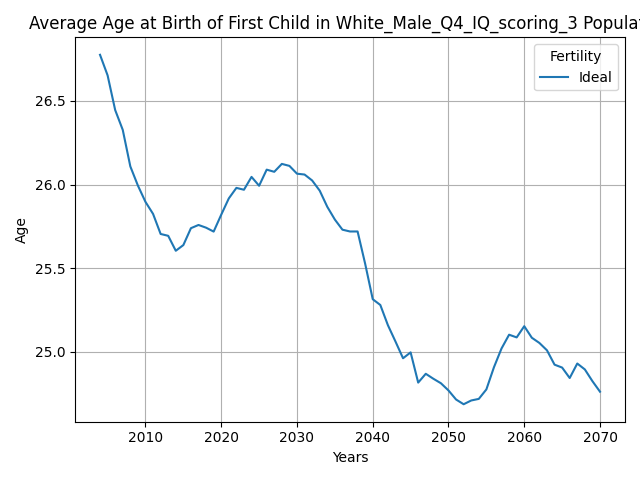 Average Age at Birth of First Child in White_Male_Q4_IQ_scoring_3 Populat
Fertility
Ideal
26.5
26.0
25.5
25.0
Age
2010 2020 2030 2040 2050 2060 2070
Years